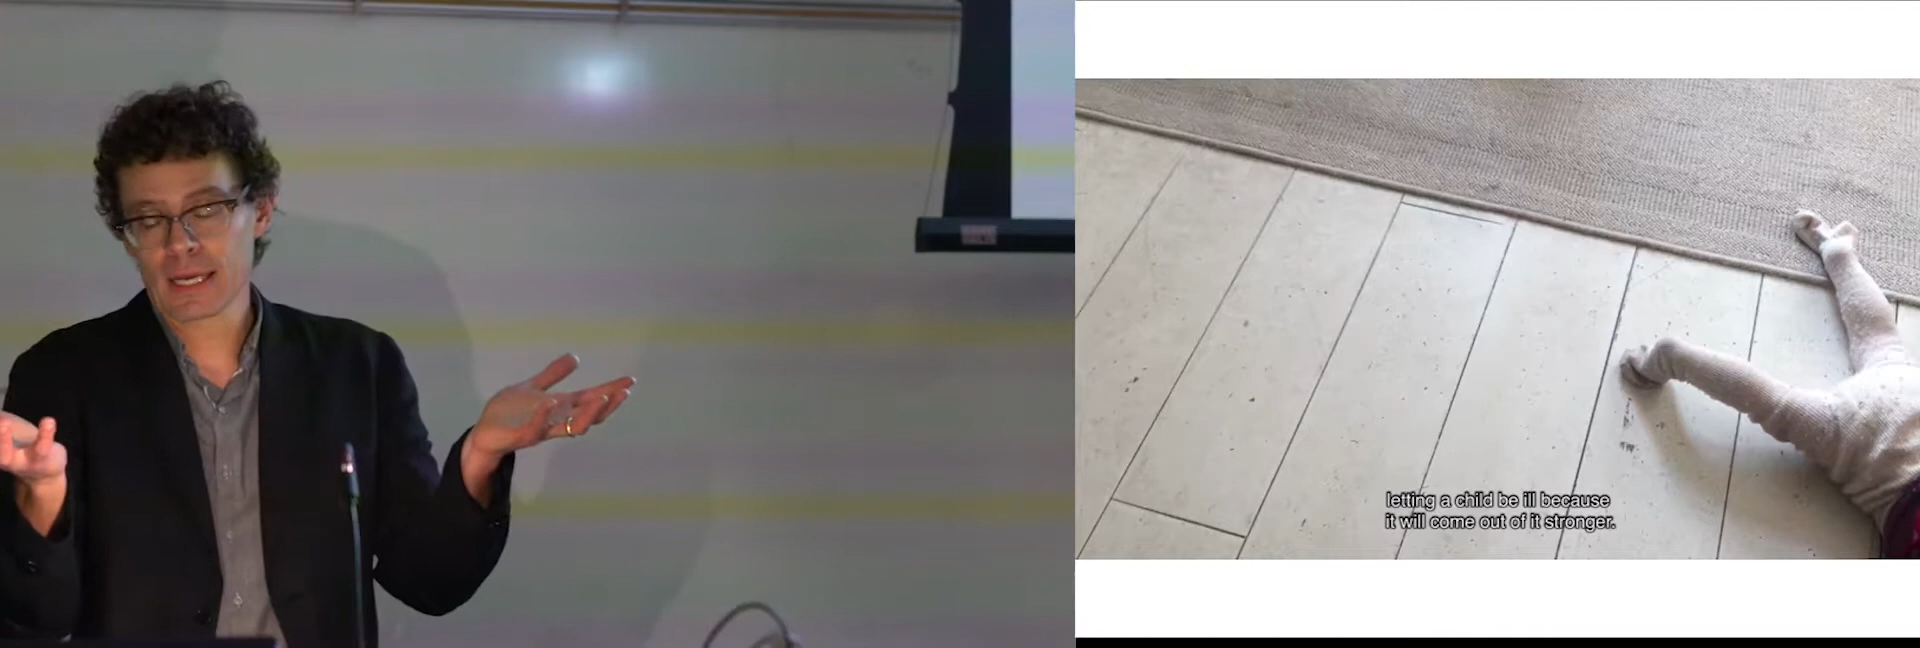 letting a child be ill because
it will come out of it stronger.